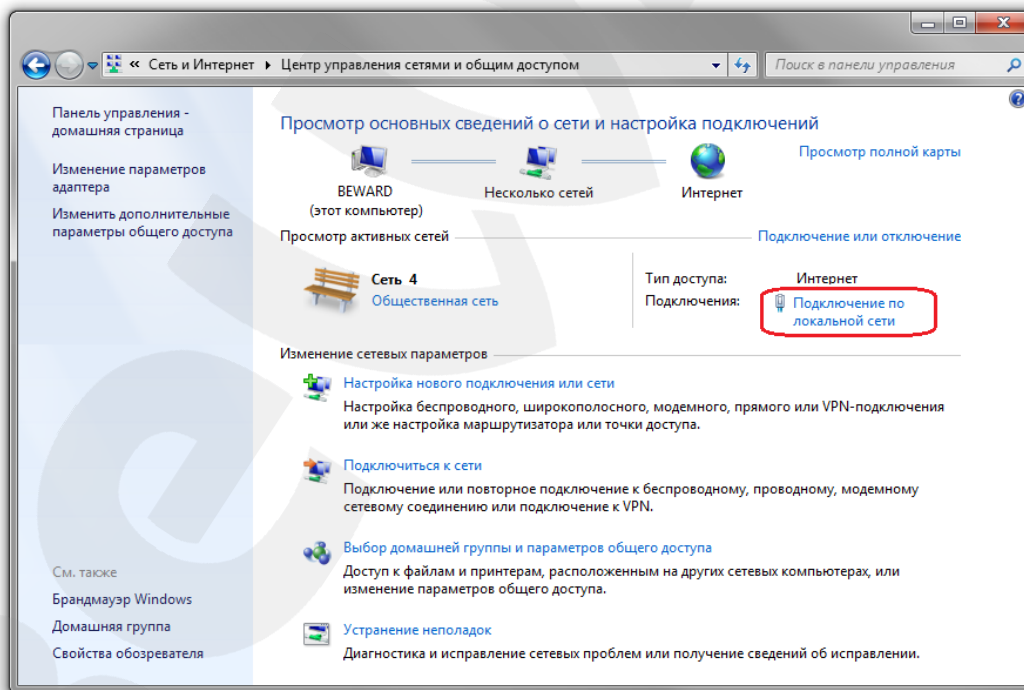 « Сеть и Интернет ▸ Центр управления сетями и общим доступом
Поиск в панели управления
Панель управления -
домашняя страница
Изменение параметров
адаптера
Изменить дополнительные
параметры общего доступа
См. также
Брандмауэр Windows
Домашняя группа
Свойства обозревателя
Просмотр основных сведений о сети и настройка подключений
BEWARD
(этот компьютер)
Несколько сетей
Интернет
Просмотр полной карты
Просмотр активных сетей
Подключение или отключение
Сеть 4
Общественная сеть
Тип доступа: Интернет
Подключения: Подключение по
локальной сети
Изменение сетевых параметров
Настройка нового подключения или сети
Настройка беспроводного, широкополосного, модемного, прямого или VPN-подключения
или же настройка маршрутизатора или точки доступа.
Подключиться к сети
Подключение или повторное подключение к беспроводному, проводному, модемному
сетевому соединению или подключение к VPN.
Выбор домашней группы и параметров общего доступа
Доступ к файлам и принтерам, расположенным на других сетевых компьютерах, или
изменение параметров общего доступа.
Устранение неполадок
Диагностика и исправление сетевых проблем или получение сведений об исправлении.